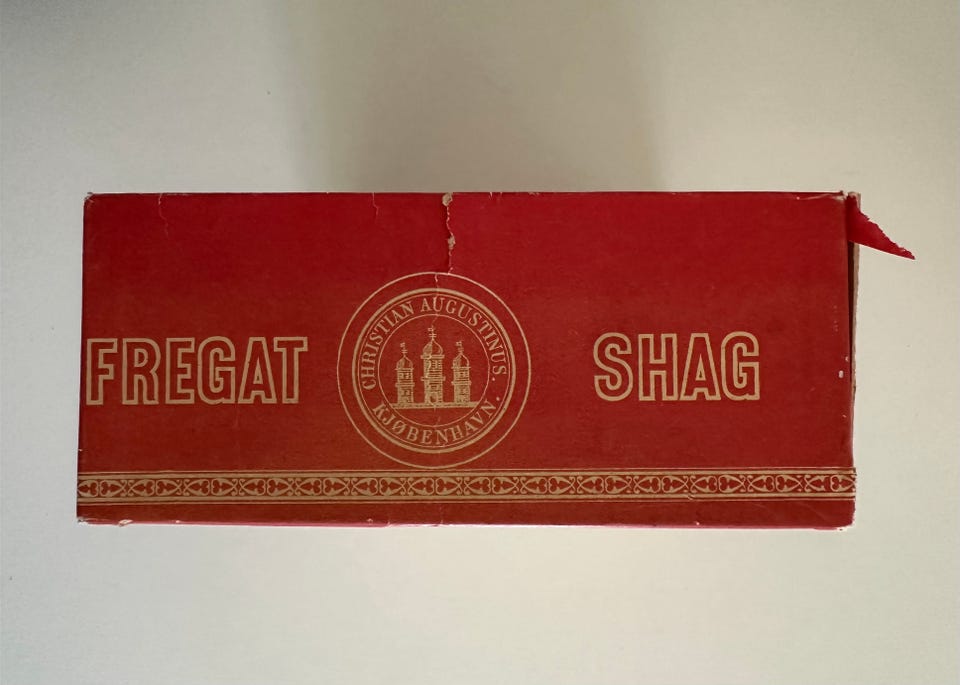 FREGAT
CHRISTIAN AUGUSTINUS.
KJØBENHAVN.
SHAG